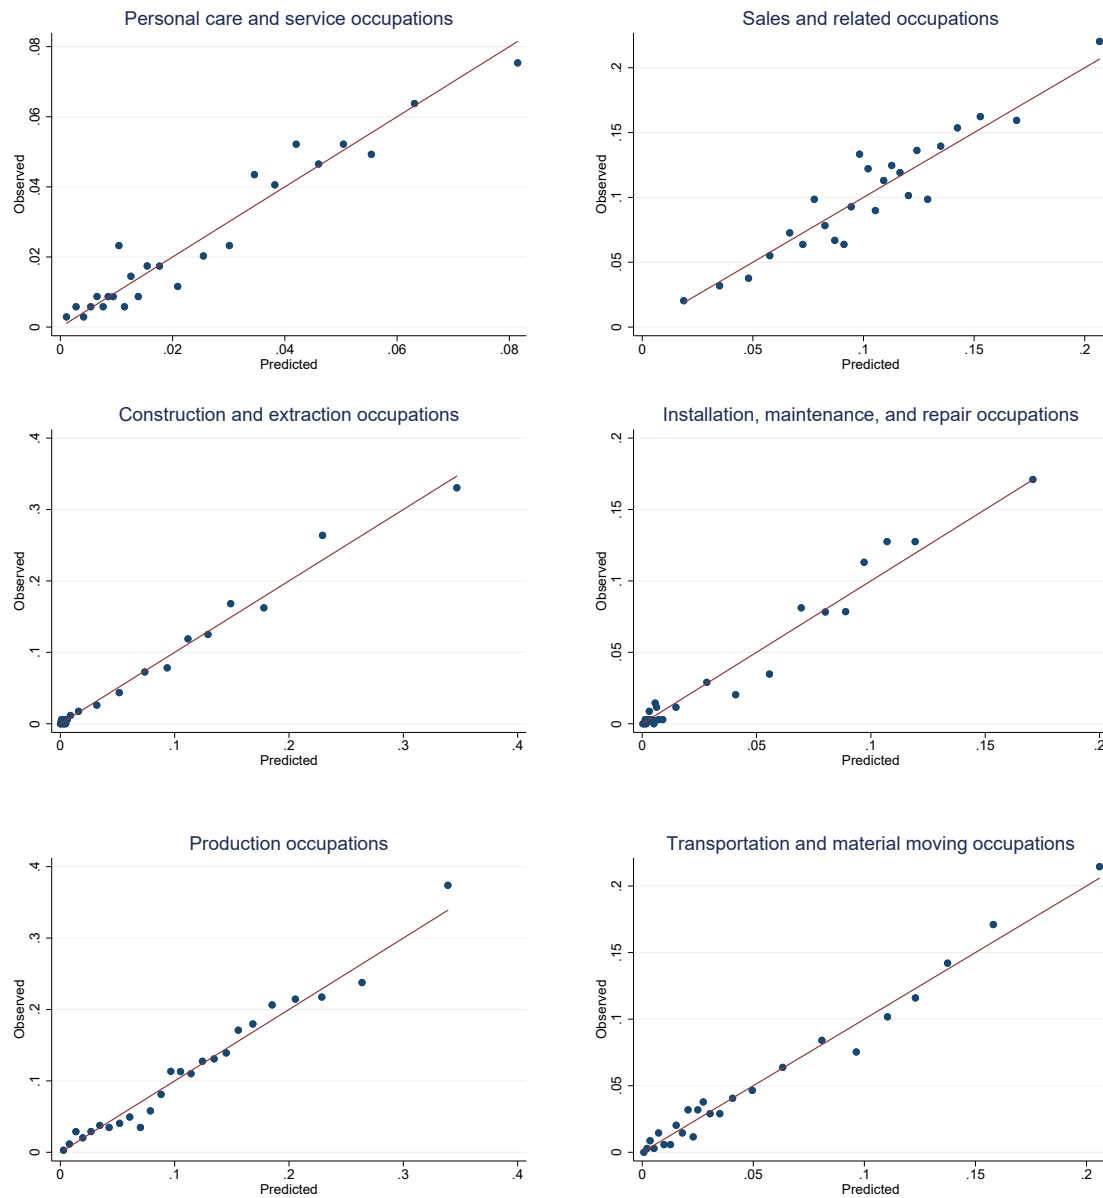 Personal care and service occupations
Observed
.08
.06
.04
.02
0
0 .02 .04 .06 .08
Predicted
Sales and related occupations
Observed
.2
.15
.1
.05
0
0 .05 .1 .15 .2
Predicted
Construction and extraction occupations
Observed
.4
.3
.2
.1
0
0 .1 .2 .3 .4
Predicted
Installation, maintenance, and repair occupations
Observed
.2
.15
.1
.05
0
0 .05 .1 .15 .2
Predicted
Production occupations
Observed
.4
.3
.2
.1
0
0 .1 .2 .3 .4
Predicted
Transportation and material moving occupations
Observed
.2
.15
.1
.05
0
0 .05 .1 .15 .2
Predicted